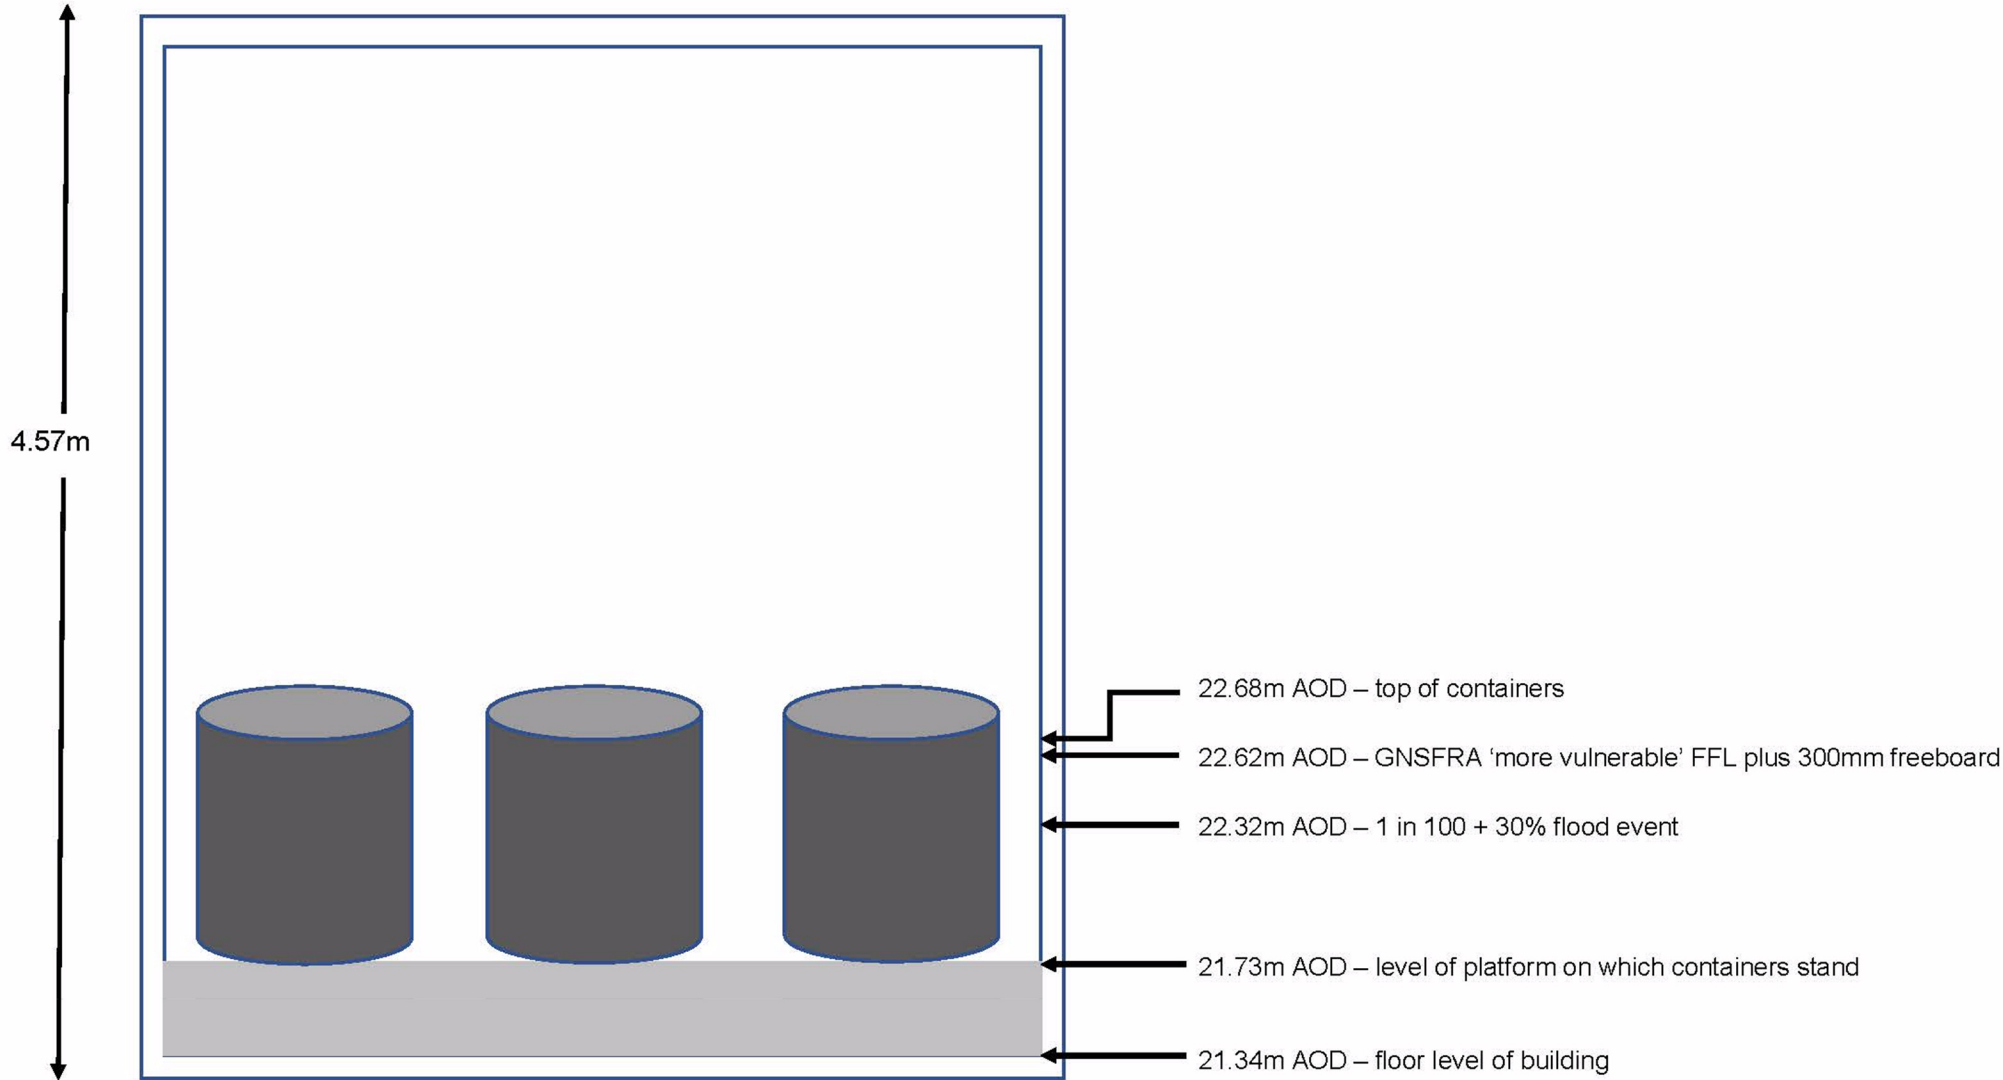 4.57m
22.68m AOD – top of containers
22.62m AOD – GNSFRA ‘more vulnerable’ FFL plus 300mm freeboard
22.32m AOD – 1 in 100 + 30% flood event
21.73m AOD – level of platform on which containers stand
21.34m AOD – floor level of building